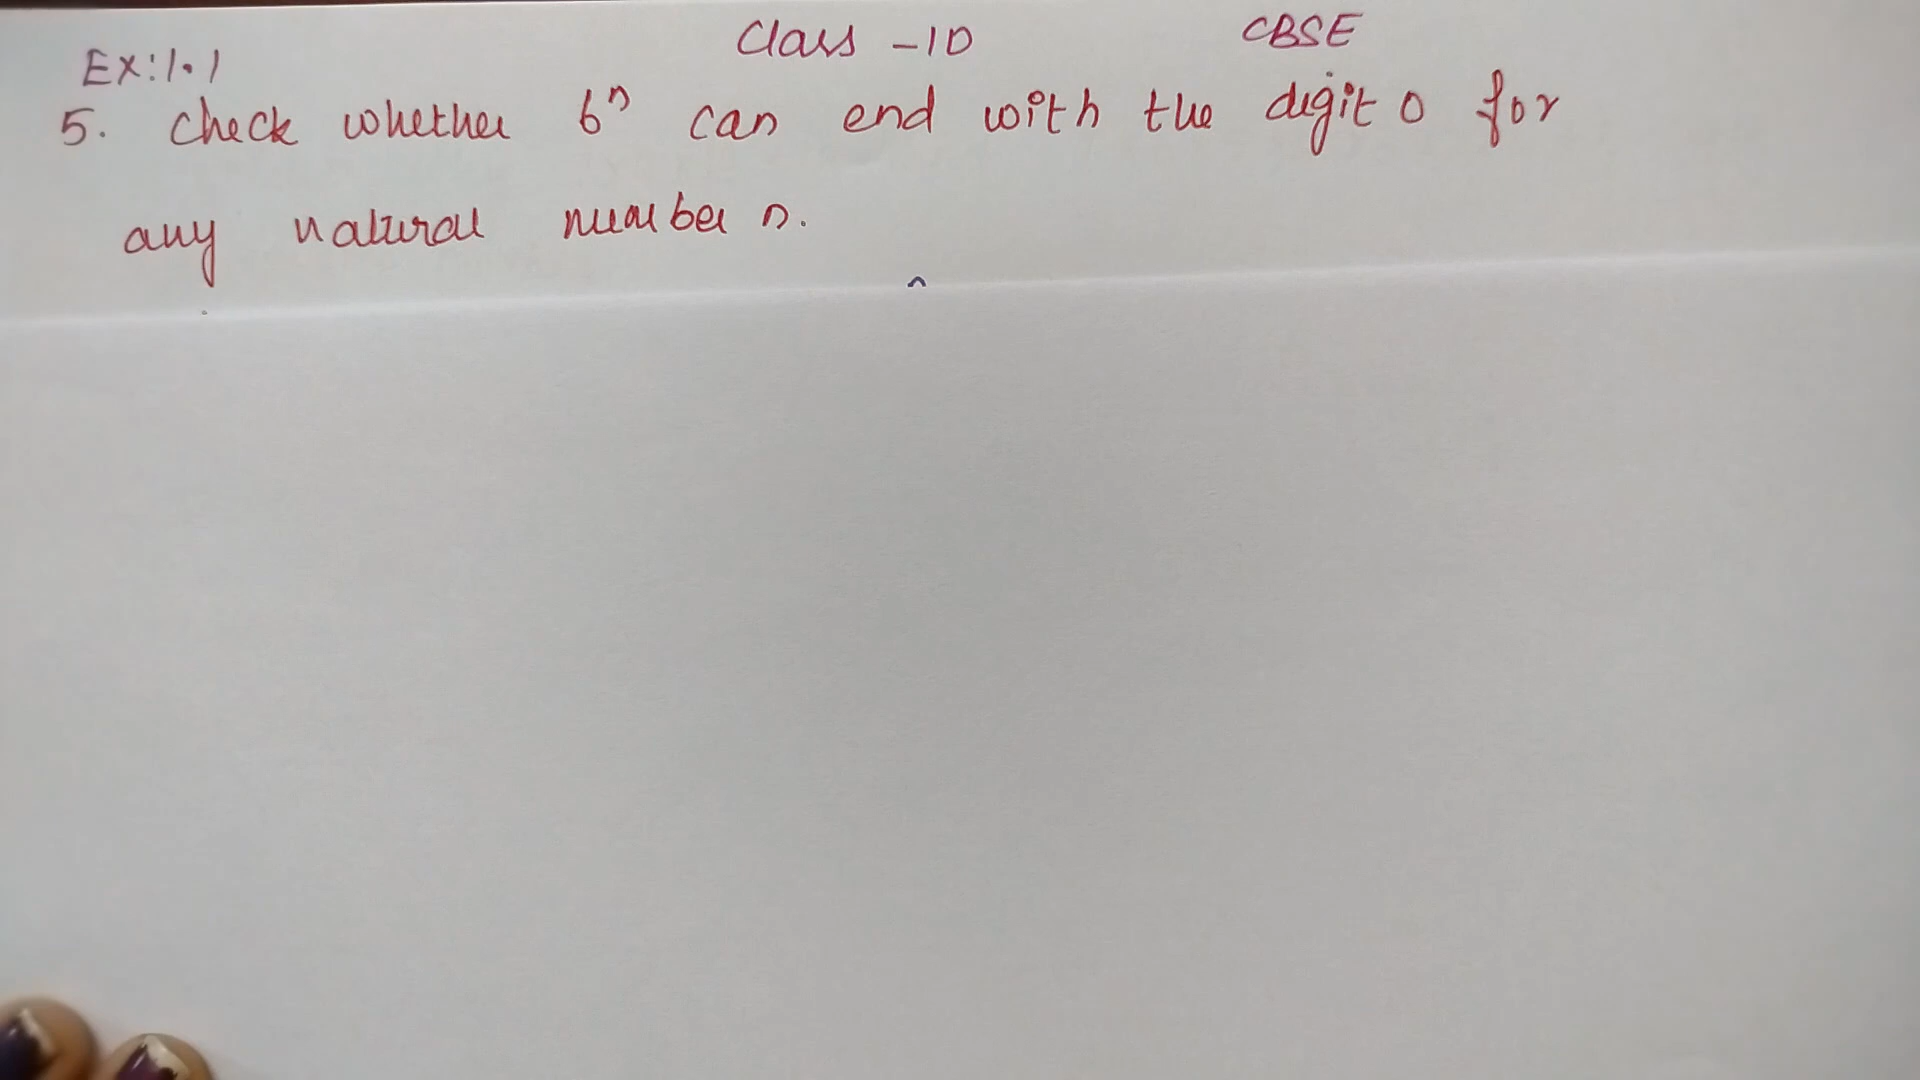 Class - 10 CBSE
Ex: 1.1
5. Check whether 6ⁿ can end with the digit 0 for
any natural number n.